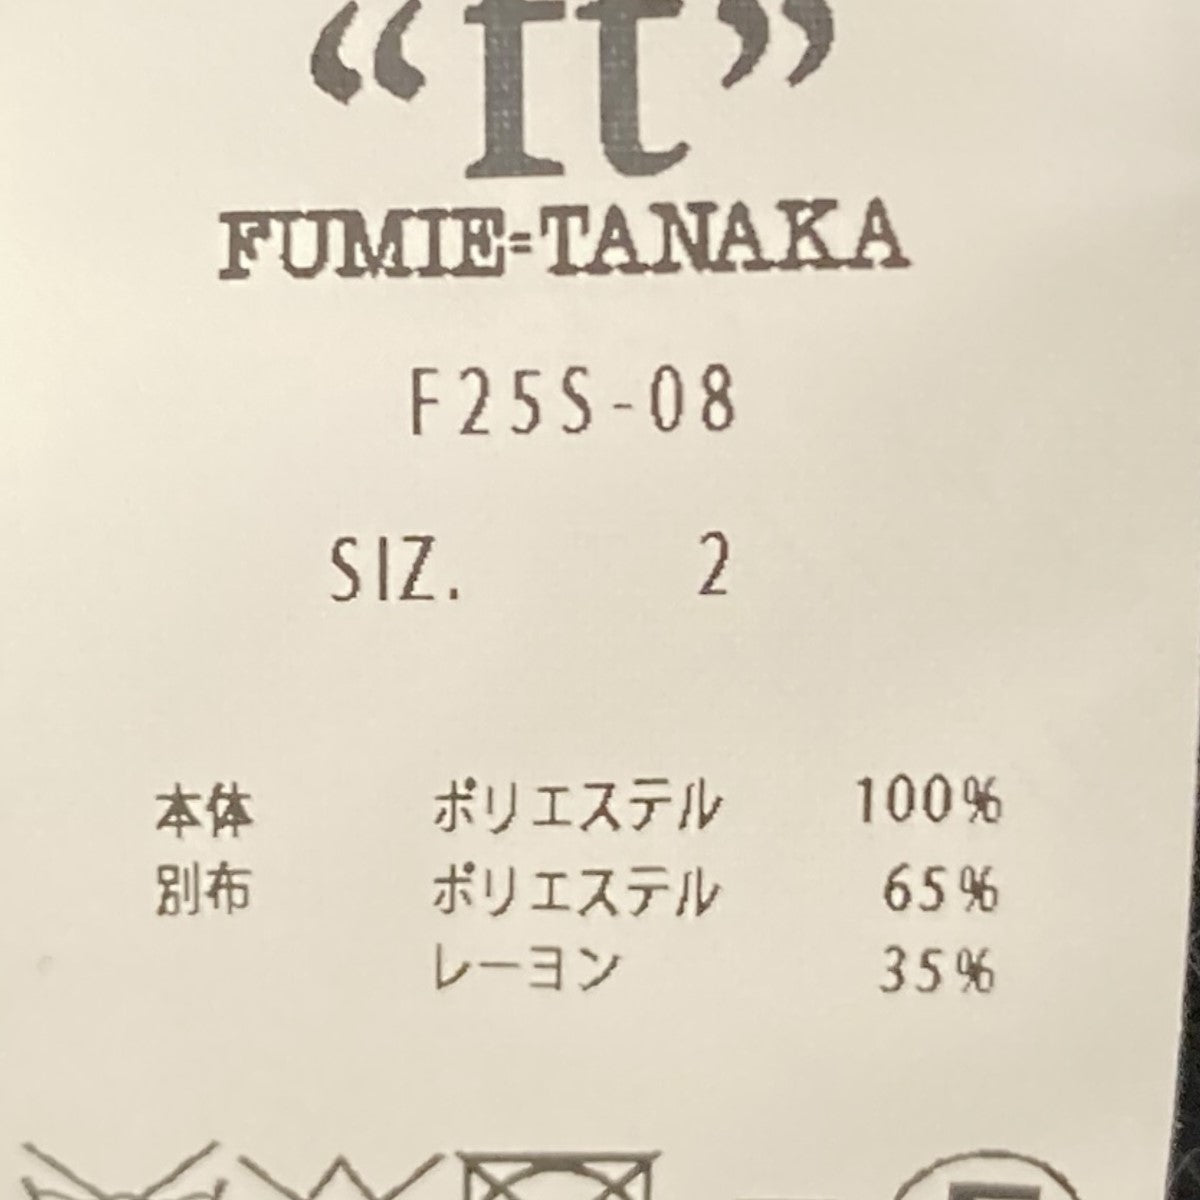 “ft”
FUMIE=TANAKA
F25S-08
SIZ. 2
本体 ポリエステル 100%
別布 ポリエステル 65%
レーヨン 35%